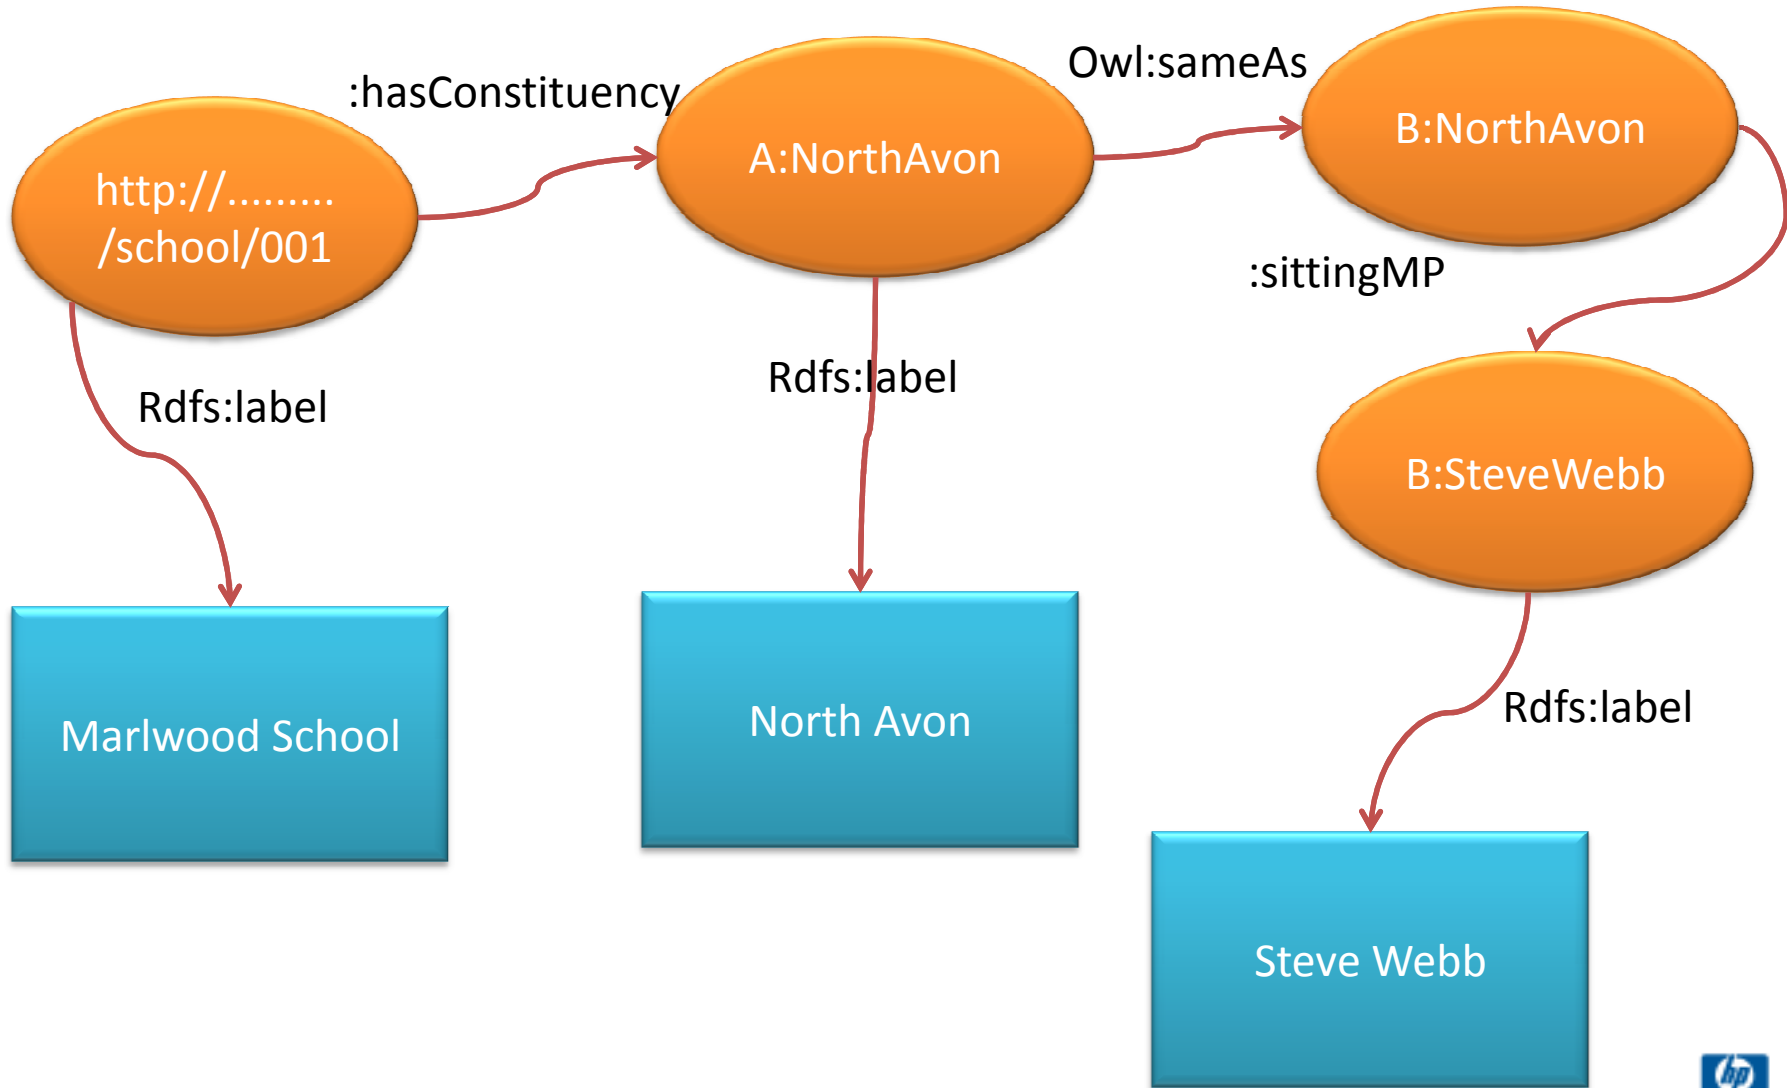 :hasConstituency
Owl:sameAs
http://.........
/school/001
A:NorthAvon
B:NorthAvon
:sittingMP
Rdfs:label
Rdfs:label
B:SteveWebb
Marlwood School
North Avon
Rdfs:label
Steve Webb
hp